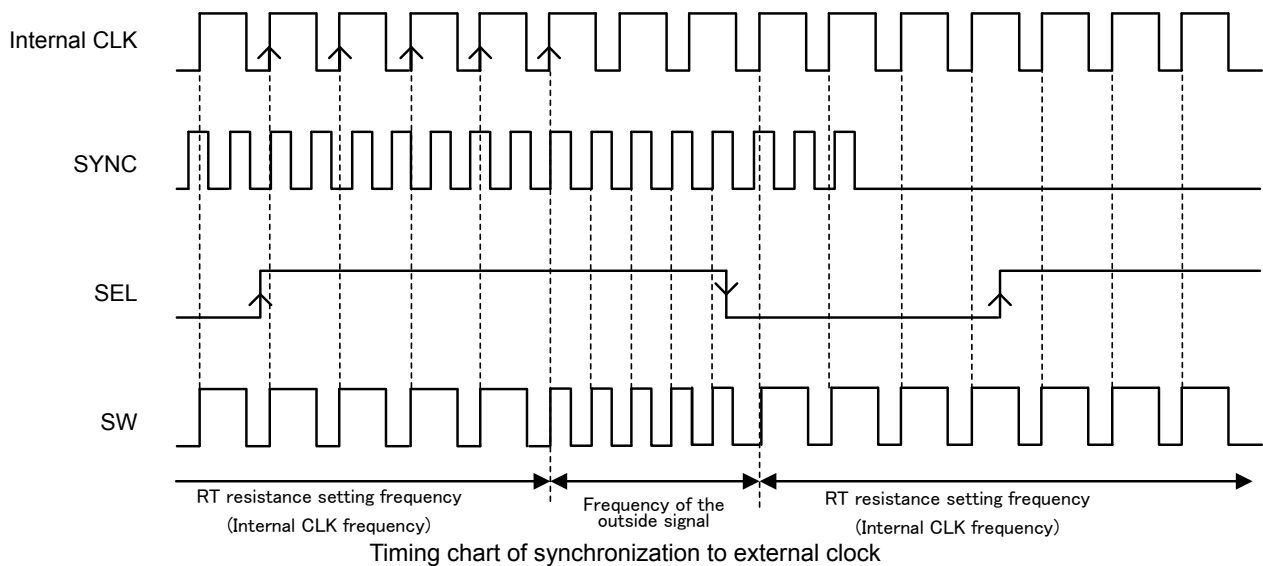 Internal CLK
SYNC
SEL
SW
RT resistance setting frequency
(Internal CLK frequency)
Frequency of the
outside signal
RT resistance setting frequency
(Internal CLK frequency)
Timing chart of synchronization to external clock